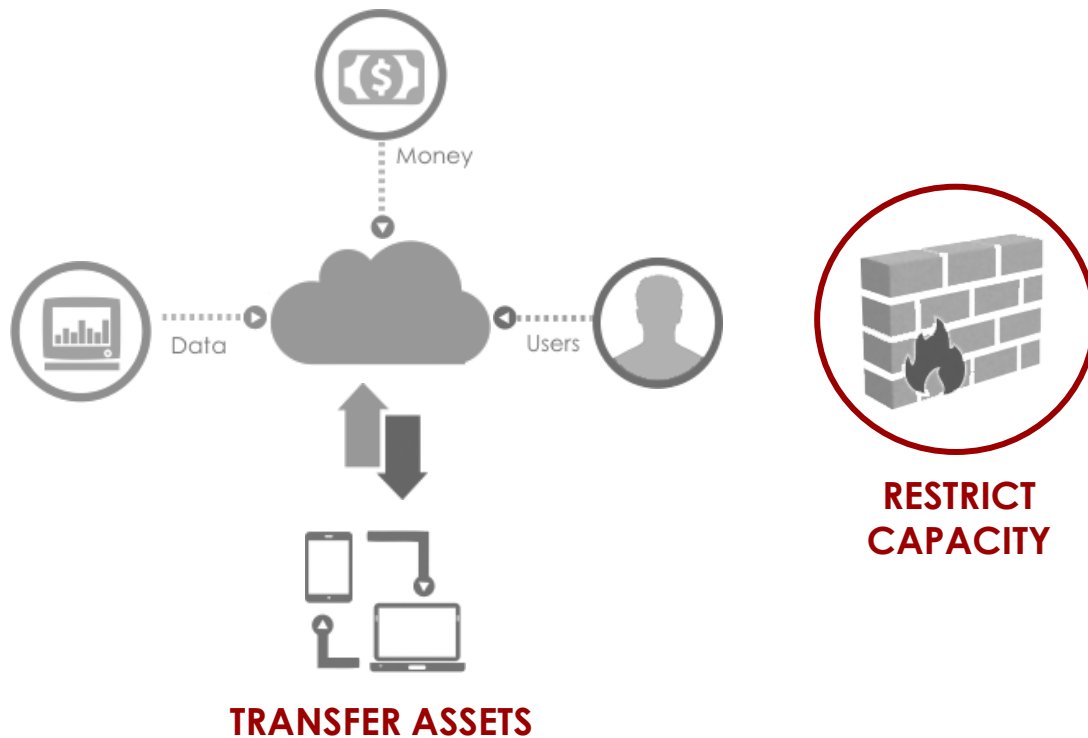 $
Money
Data
Users
RESTRICT
CAPACITY
TRANSFER ASSETS